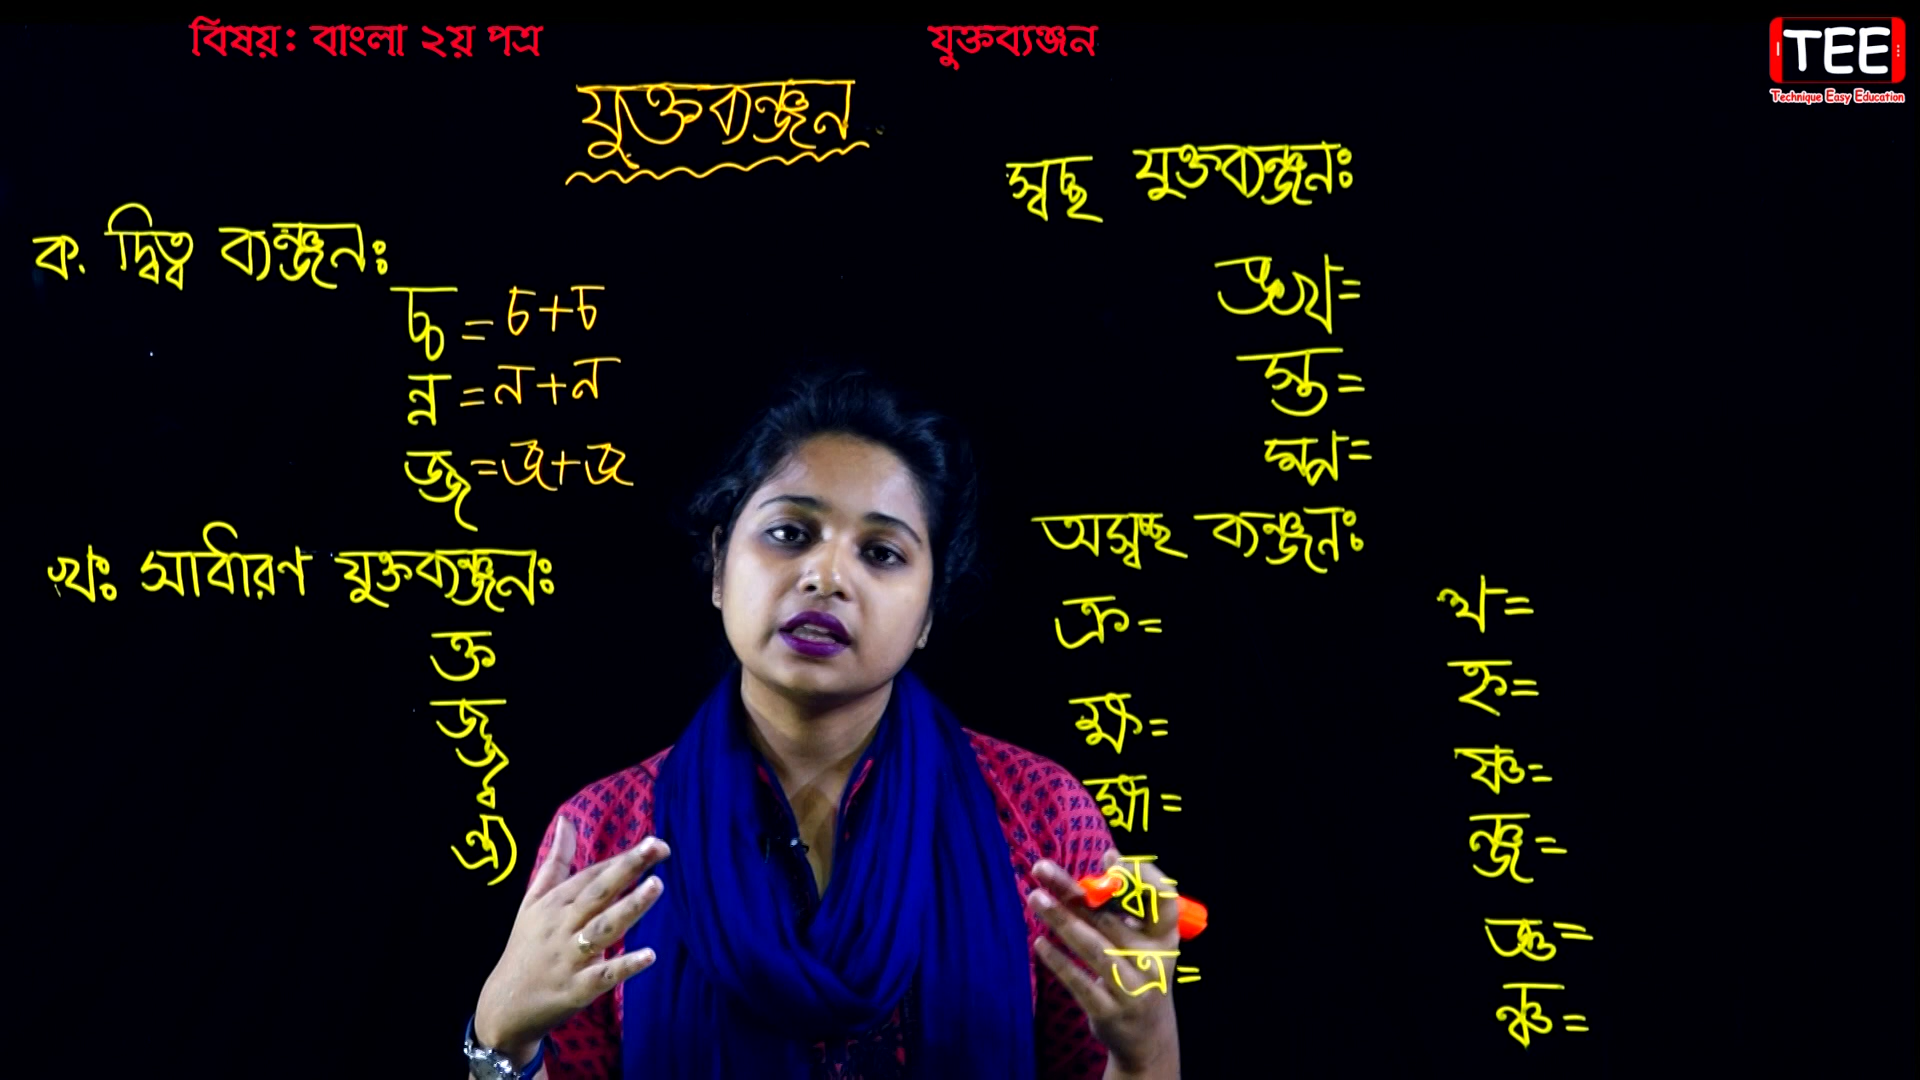 বিষয়ঃ বাংলা ২য় পত্র
যুক্তব্যঞ্জন
TEE
Technique Easy Education
যুক্তব্যঞ্জন
ক. দ্বিত্ব ব্যঞ্জনঃ
চ্চ = চ+চ
ন্ন = ন+ন
জ্জ = জ+জ
খঃ সাধারণ যুক্তব্যঞ্জনঃ
ক্ত
জ্জ্ব
স্বচ্ছ যুক্তব্যঞ্জনঃ
স্ত=
ম্প=
অস্বচ্ছ ব্যঞ্জনঃ
ক্র=
ক্ষ=
হ্ম=
গ্ধ=
ত্র=
ত্থ=
হ্ন=
ষ্ণ=
ঞ্জ=
জ্ঞ=
ঞ্চ=